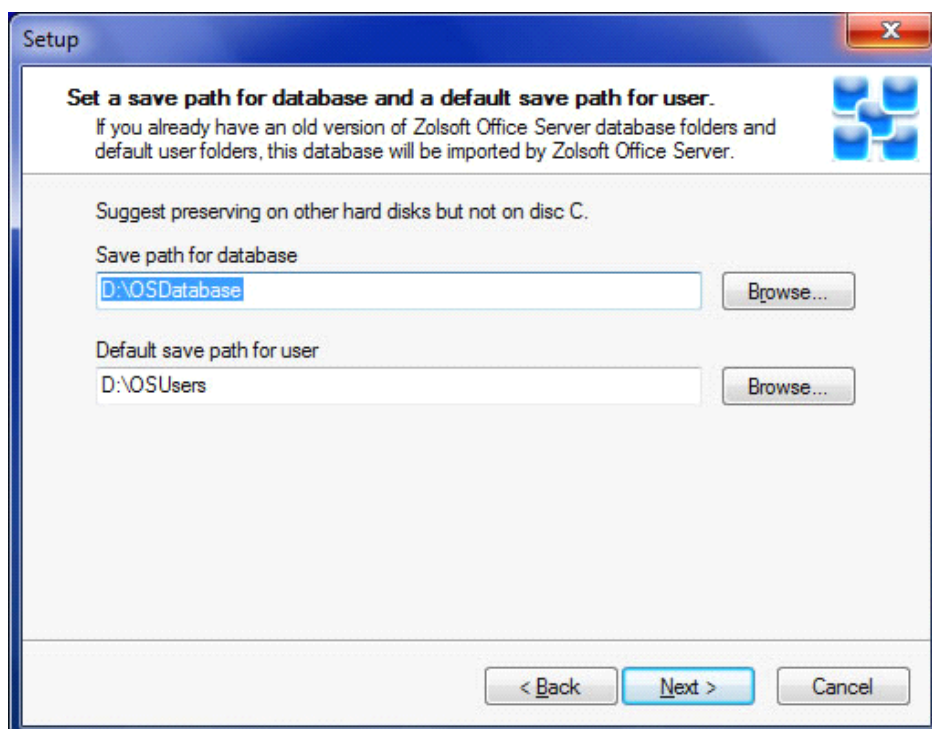 Setup
Set a save path for database and a default save path for user.
If you already have an old version of Zolsoft Office Server database folders and
default user folders, this database will be imported by Zolsoft Office Server.
Suggest preserving on other hard disks but not on disc C.
Save path for database
D:\OSDatabase
Browse...
Default save path for user
D:\OSUsers
Browse...
< Back
Next >
Cancel